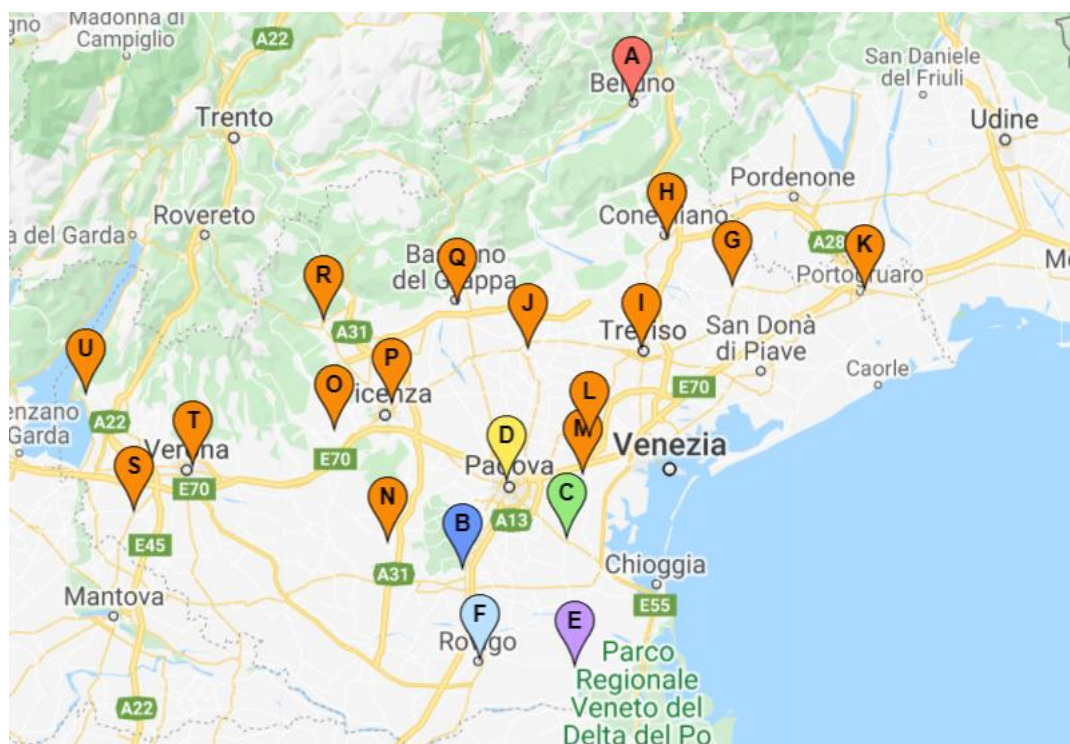 Madonna di
Campiglio
A22
A
Belluno
San Daniele
del Friuli
Trento
Udine
Pordenone
Rovereto
H
Conegliano
G
A28
K
Portogruaro
a del Garda
Q
Bassano
del Grappa
R
J
I
Treviso
San Donà
di Piave
A31
P
Vicenza
U
O
L
E70
Caorle
enzano
Garda
A22
T
Verona
E70
D
M
Venezia
S
E70
Padova
C
N
B
A13
E45
A31
Chioggia
E55
Mantova
F
Rovigo
E
Parco
Regionale
Veneto del
Delta del Po
A22